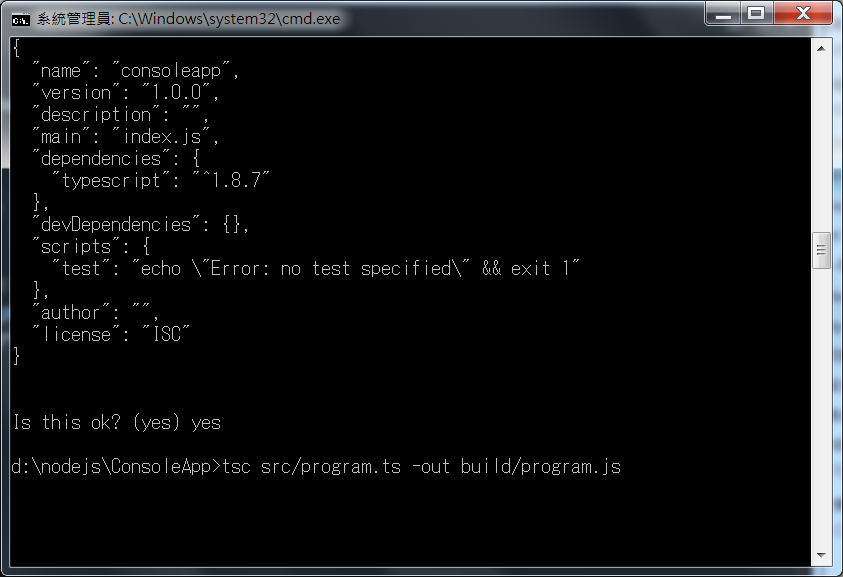 系統管理員: C:\Windows\system32\cmd.exe
{
  "name": "consoleapp",
  "version": "1.0.0",
  "description": "",
  "main": "index.js",
  "dependencies": {
    "typescript": "^1.8.7"
  },
  "devDependencies": {},
  "scripts": {
    "test": "echo \"Error: no test specified\" && exit 1"
  },
  "author": "",
  "license": "ISC"
}
Is this ok? (yes) yes
d:\nodejs\ConsoleApp>tsc src/program.ts -out build/program.js